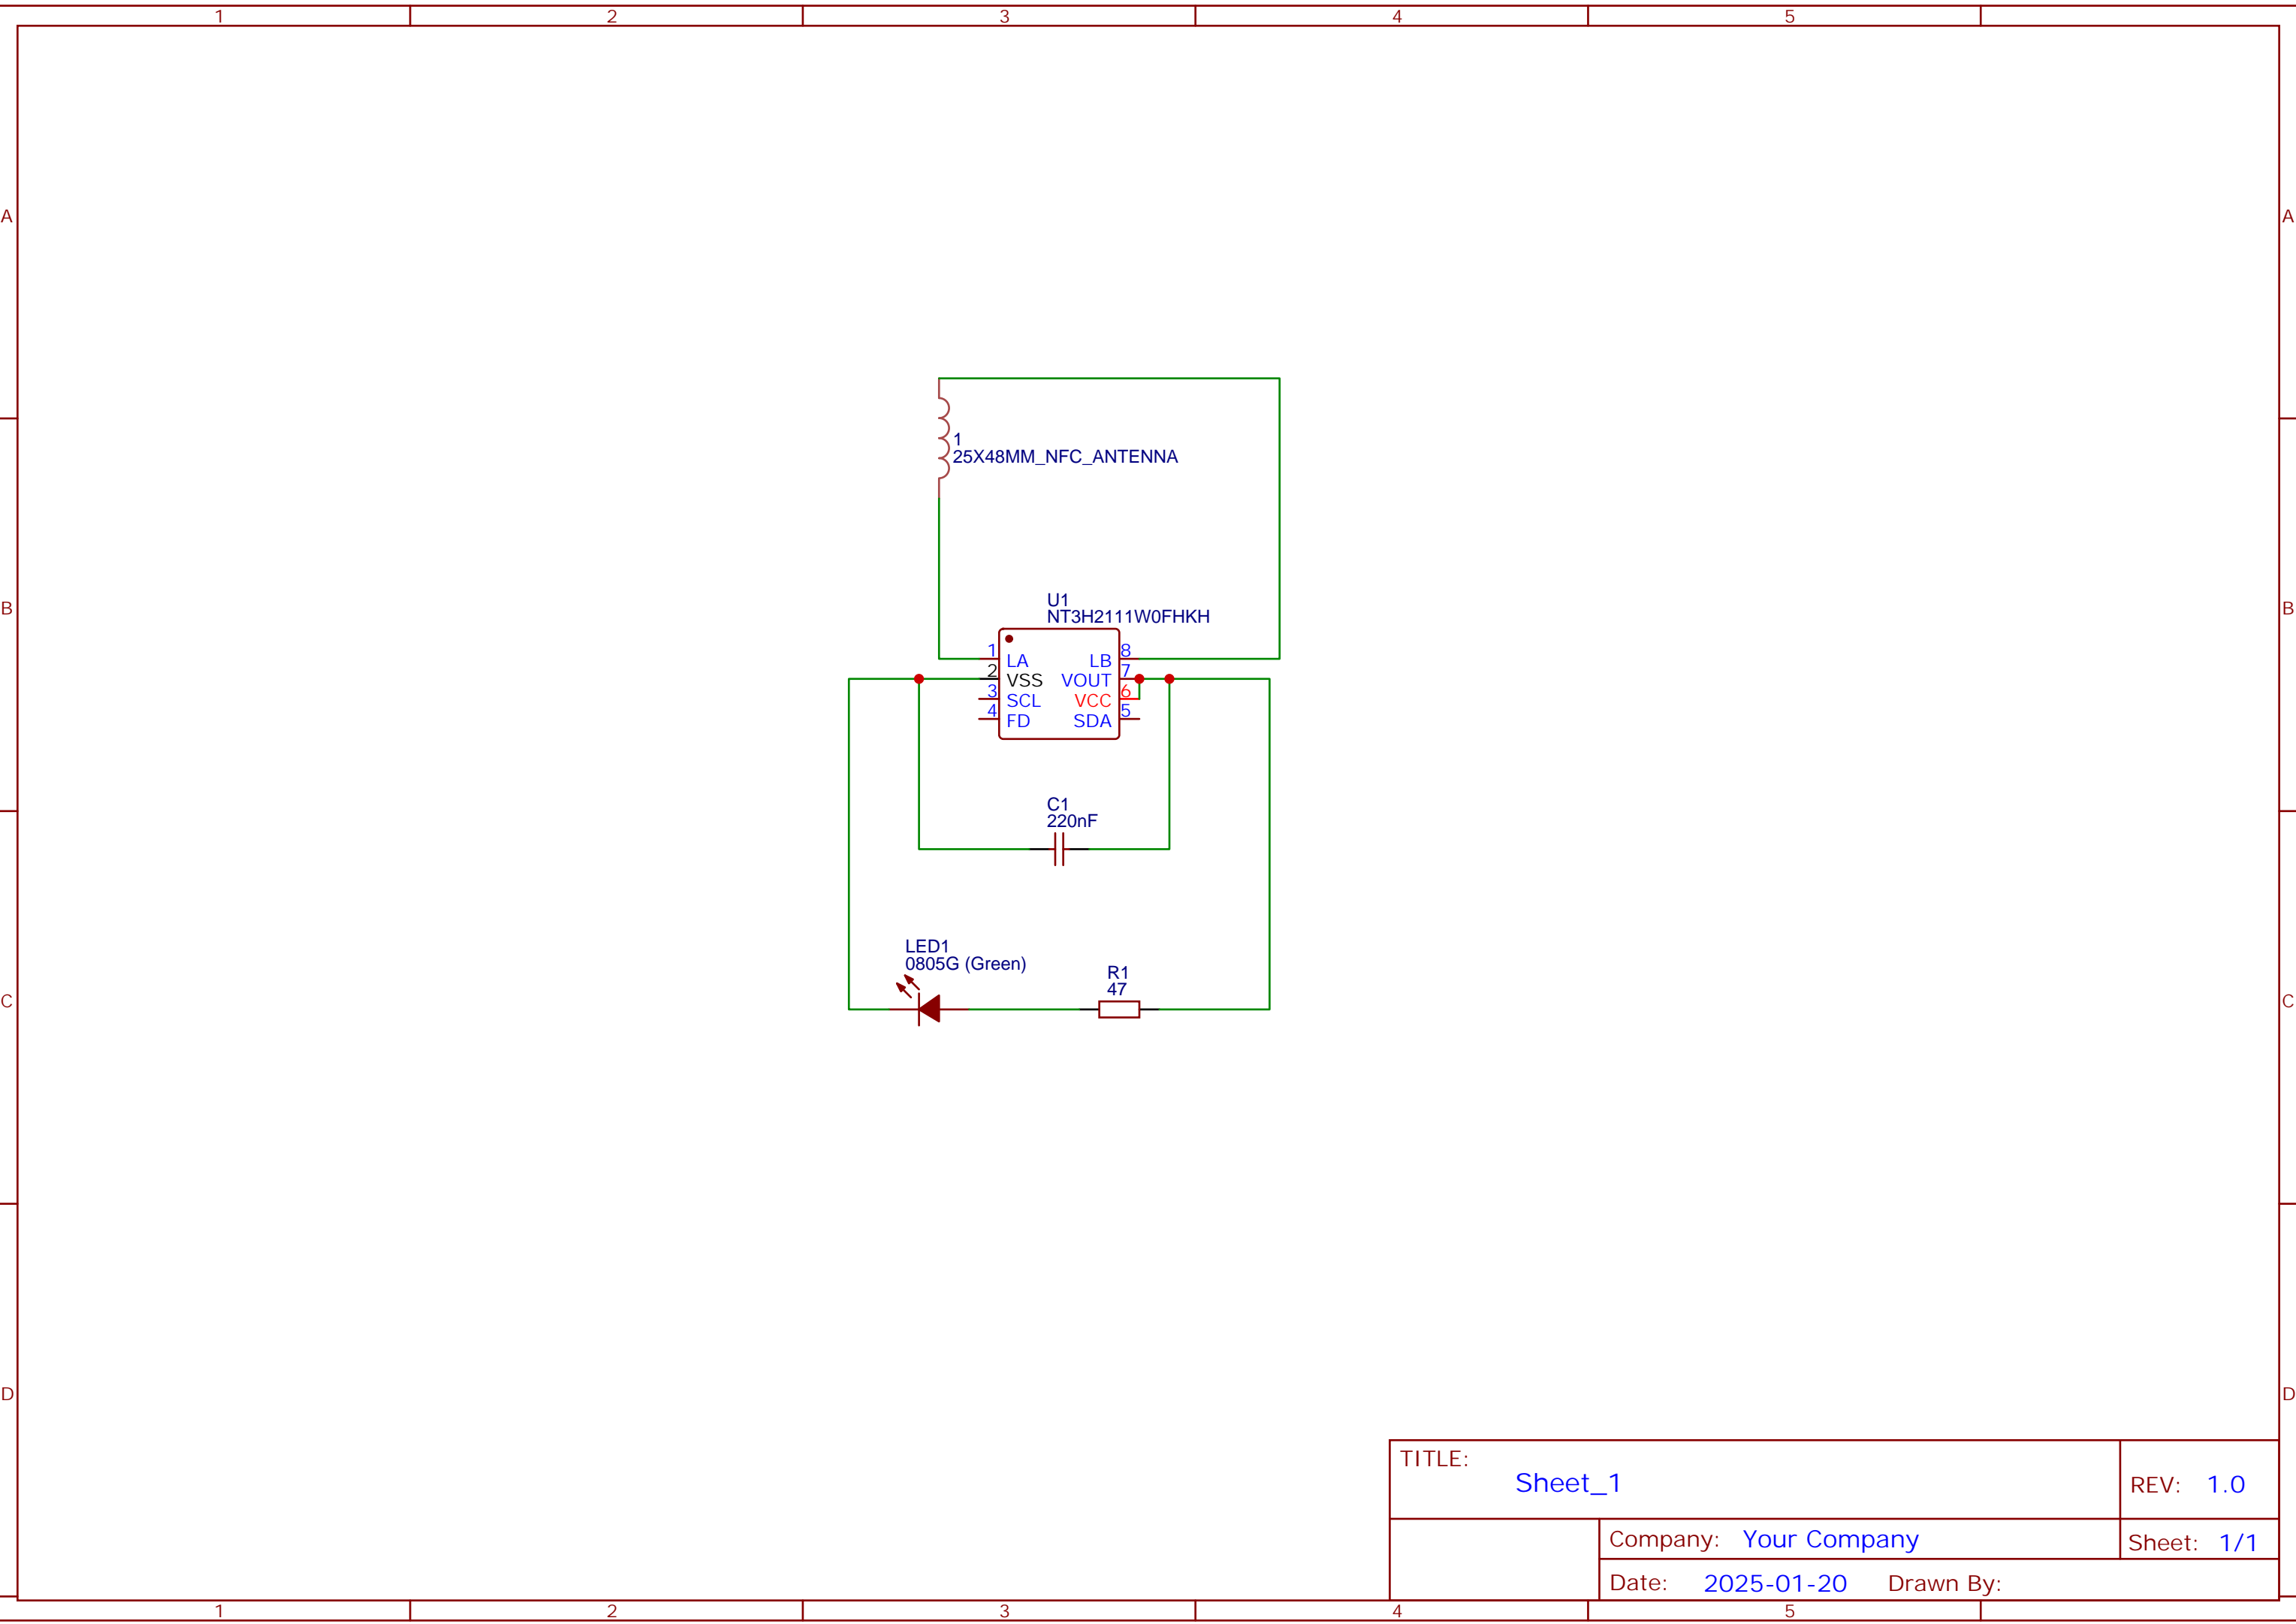 1 2 3 4 5
A A
1
25X48MM_NFC_ANTENNA
B B
U1
NT3H2111W0FHKH
1 LA LB 8
2 VSS VOUT 7
3 SCL VCC 6
4 FD SDA 5
C1
220nF
LED1
0805G (Green)
R1
47
C C
D D
TITLE:
Sheet_1
REV: 1.0
Company: Your Company
Sheet: 1/1
Date: 2025-01-20 Drawn By:
1 2 3 4 5